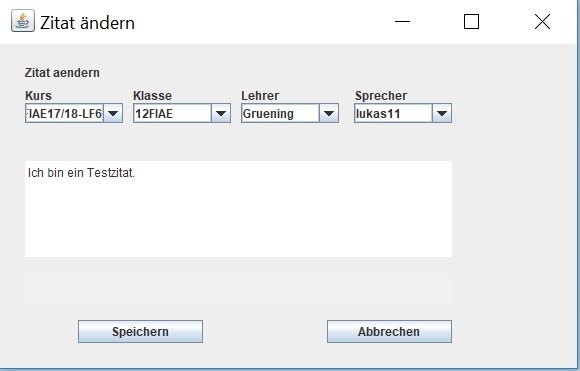 Zitat ändern
Zitat aendern
Kurs Klasse Lehrer Sprecher
FIAE17/18-LF6 12FIAE Gruening lukas11
Ich bin ein Testzitat.
Speichern Abbrechen